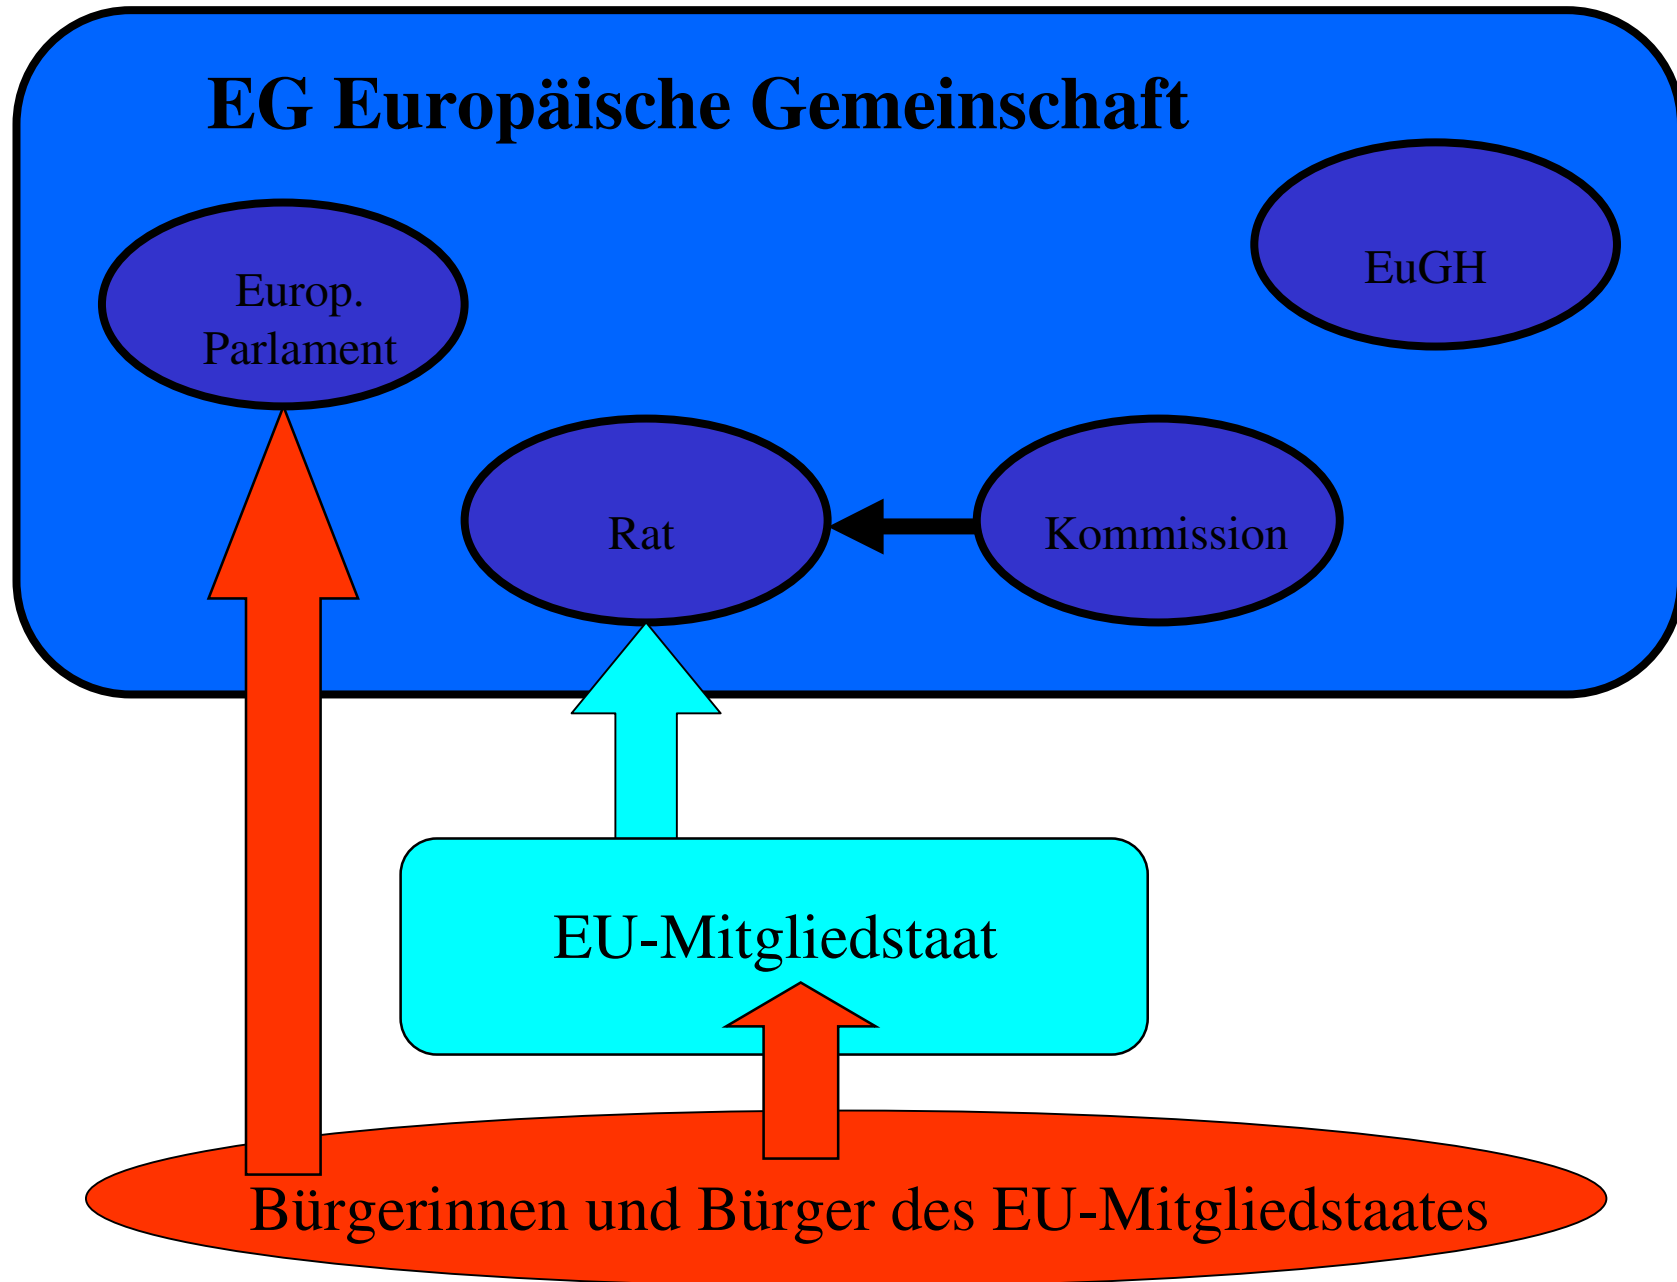 EG Europäische Gemeinschaft
EuGH
Europ.
Parlament
Rat
Kommission
EU-Mitgliedstaat
Bürgerinnen und Bürger des EU-Mitgliedstaates